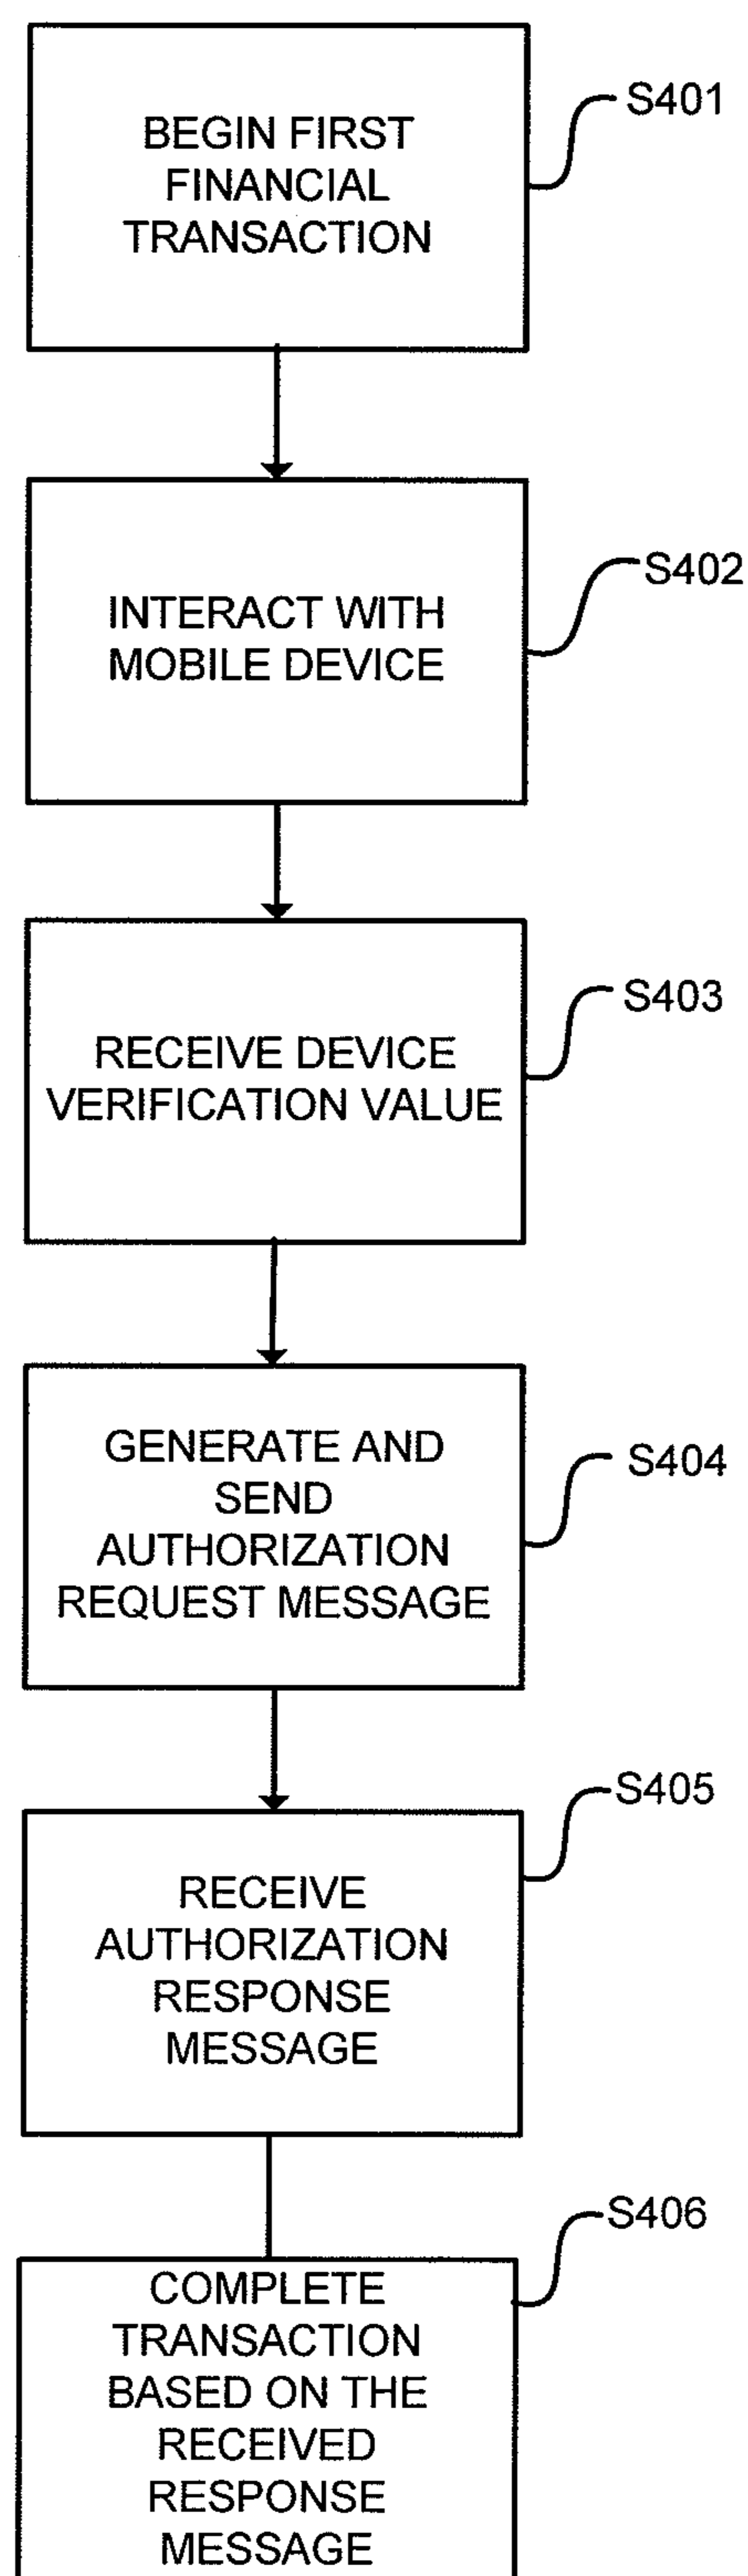 S401
BEGIN FIRST
FINANCIAL
TRANSACTION
S402
INTERACT WITH
MOBILE DEVICE
S403
RECEIVE DEVICE
VERIFICATION VALUE
S404
GENERATE AND
SEND
AUTHORIZATION
REQUEST MESSAGE
S405
RECEIVE
AUTHORIZATION
RESPONSE
MESSAGE
S406
COMPLETE
TRANSACTION
BASED ON THE
RECEIVED
RESPONSE
MESSAGE